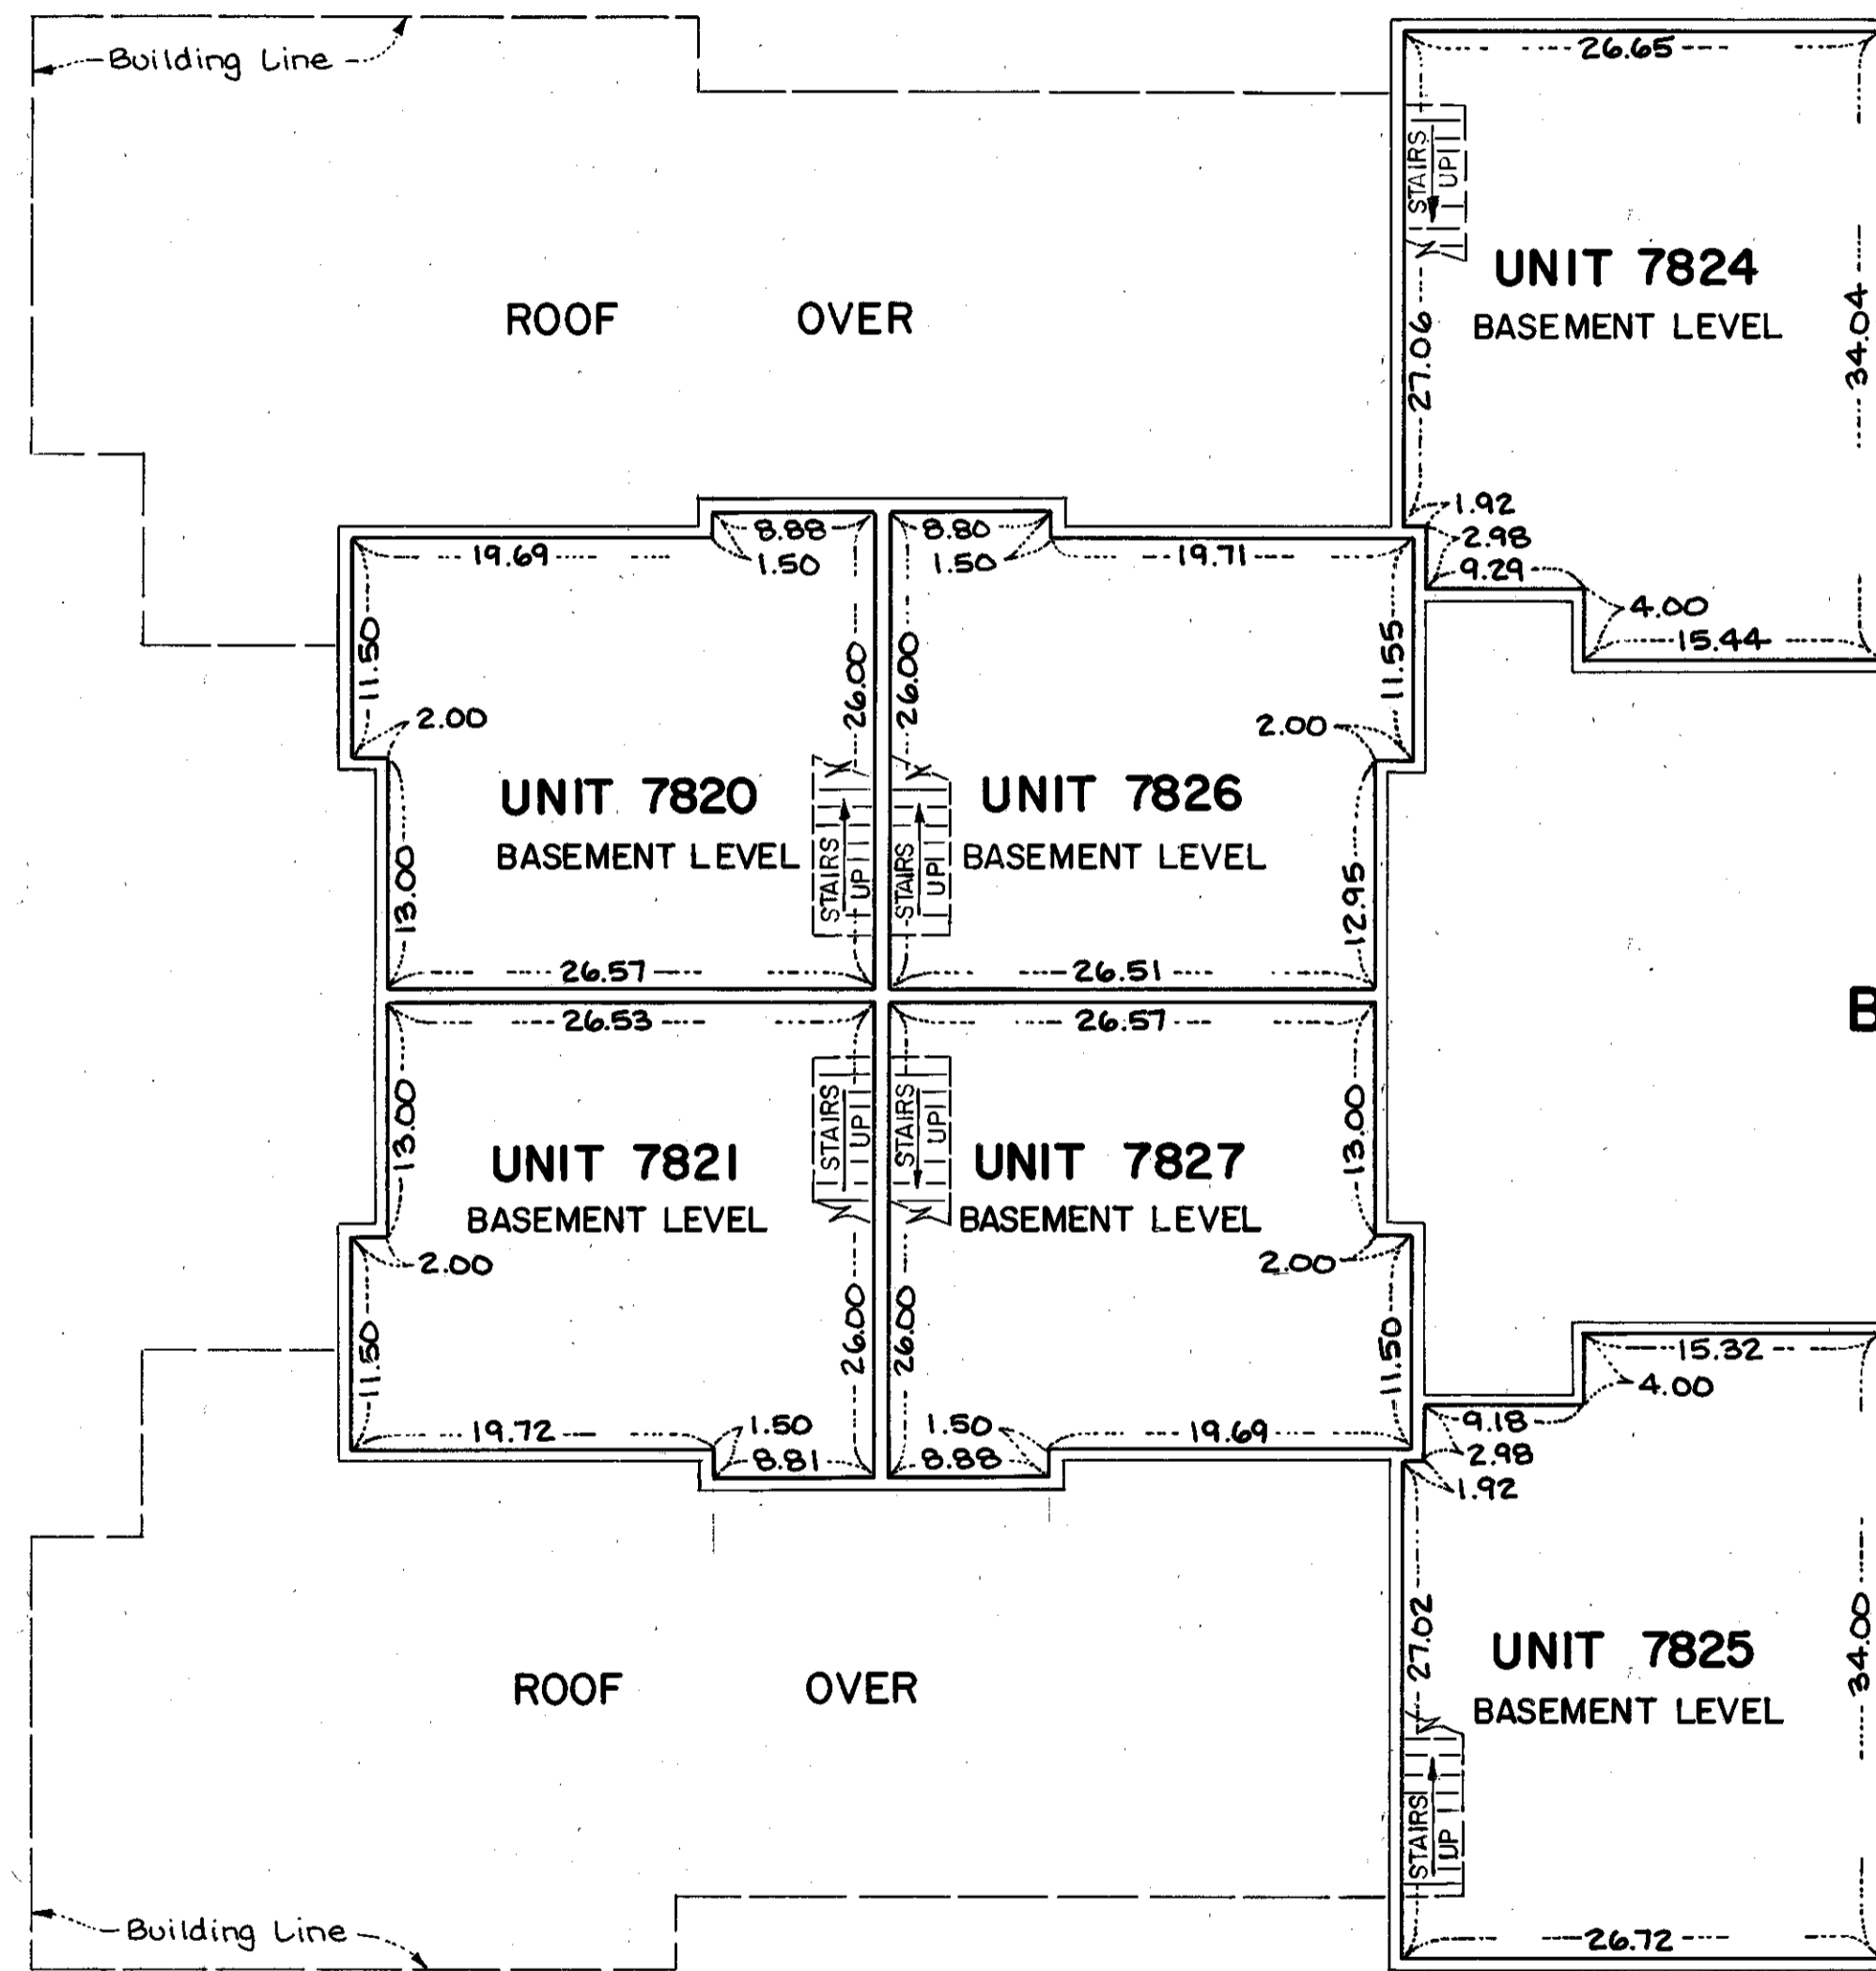 Building Line
26.65
STAIRS
UP
UNIT 7824
BASEMENT LEVEL
27.06
34.04
ROOF OVER
1.92
2.98
9.29
4.00
15.44
8.88
1.50
19.69
8.80
1.50
19.71
11.50
26.00
26.00
11.55
2.00
2.00
UNIT 7820
BASEMENT LEVEL
STAIRS
UP
STAIRS
UP
UNIT 7826
BASEMENT LEVEL
13.00
12.95
26.57
26.51
B
26.53
26.57
13.00
STAIRS
UP
STAIRS
UP
13.00
UNIT 7821
BASEMENT LEVEL
UNIT 7827
BASEMENT LEVEL
2.00
2.00
11.50
26.00
26.00
11.50
15.32
4.00
9.18
2.98
1.92
19.72
1.50
8.81
1.50
8.88
19.69
27.02
34.00
UNIT 7825
BASEMENT LEVEL
ROOF OVER
STAIRS
UP
Building Line
26.72